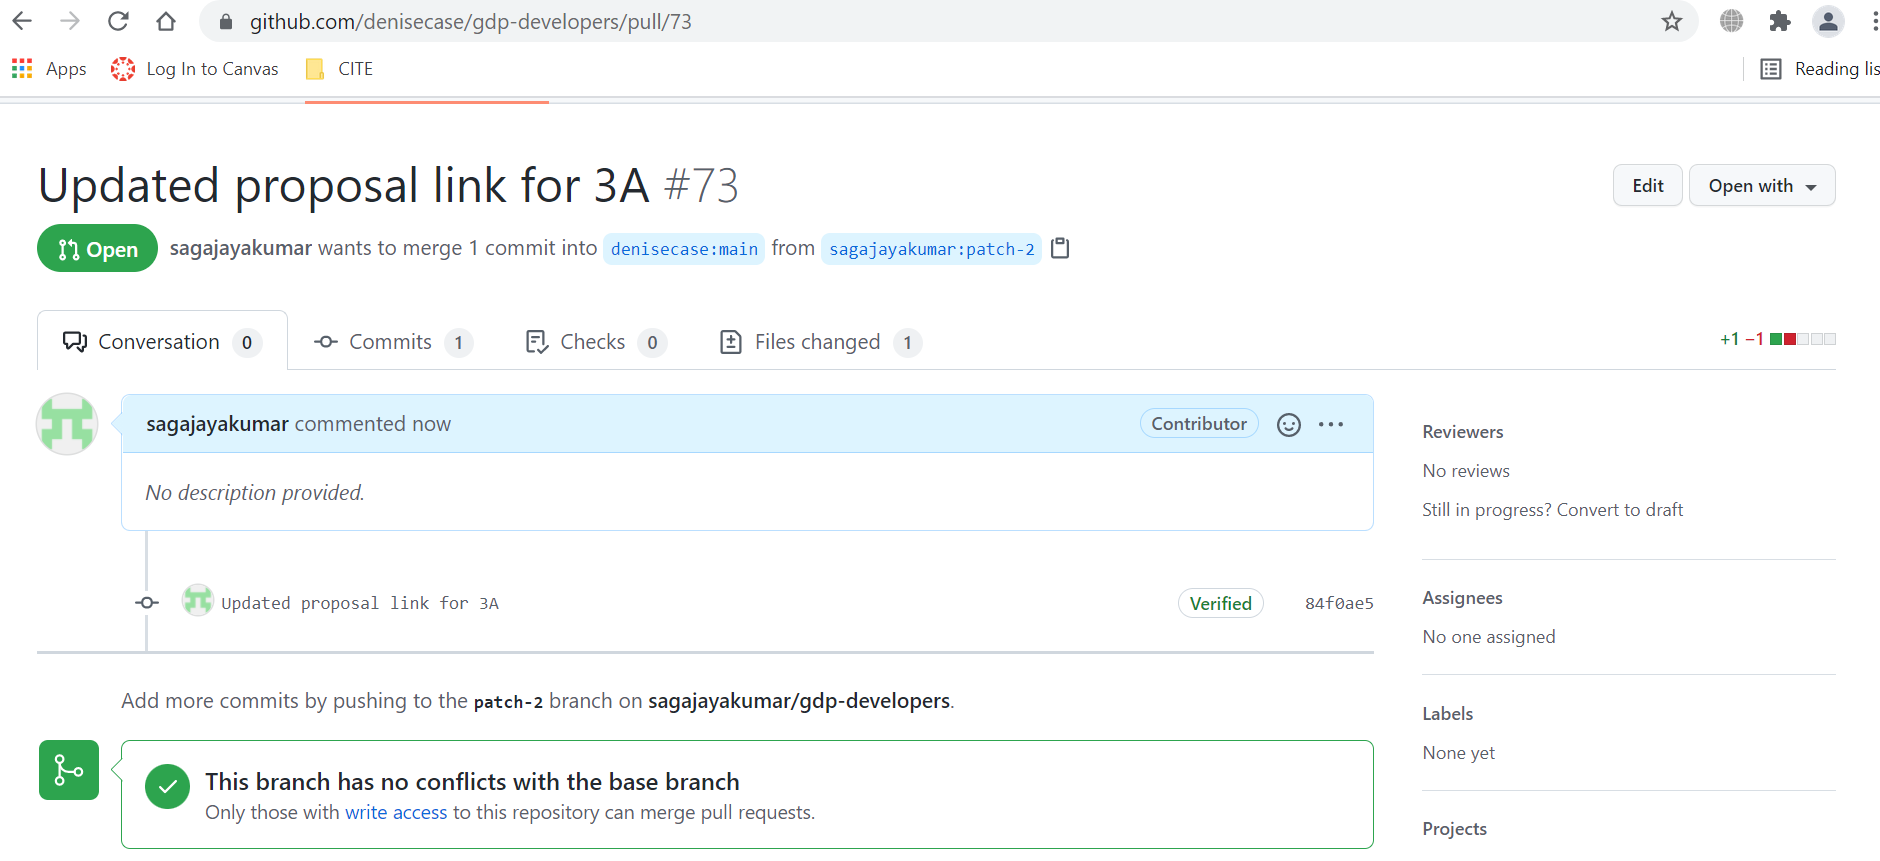 github.com/denisecase/gdp-developers/pull/73
Apps Log In to Canvas CITE Reading lis
Updated proposal link for 3A #73
Edit Open with
Open sagajayakumar wants to merge 1 commit into denisecase:main from sagajayakumar:patch-2
Conversation 0 Commits 1 Checks 0 Files changed 1
+1 −1
sagajayakumar commented now Contributor
No description provided.
Updated proposal link for 3A Verified 84f0ae5
Add more commits by pushing to the patch-2 branch on sagajayakumar/gdp-developers.
This branch has no conflicts with the base branch
Only those with write access to this repository can merge pull requests.
Reviewers
No reviews
Still in progress? Convert to draft
Assignees
No one assigned
Labels
None yet
Projects